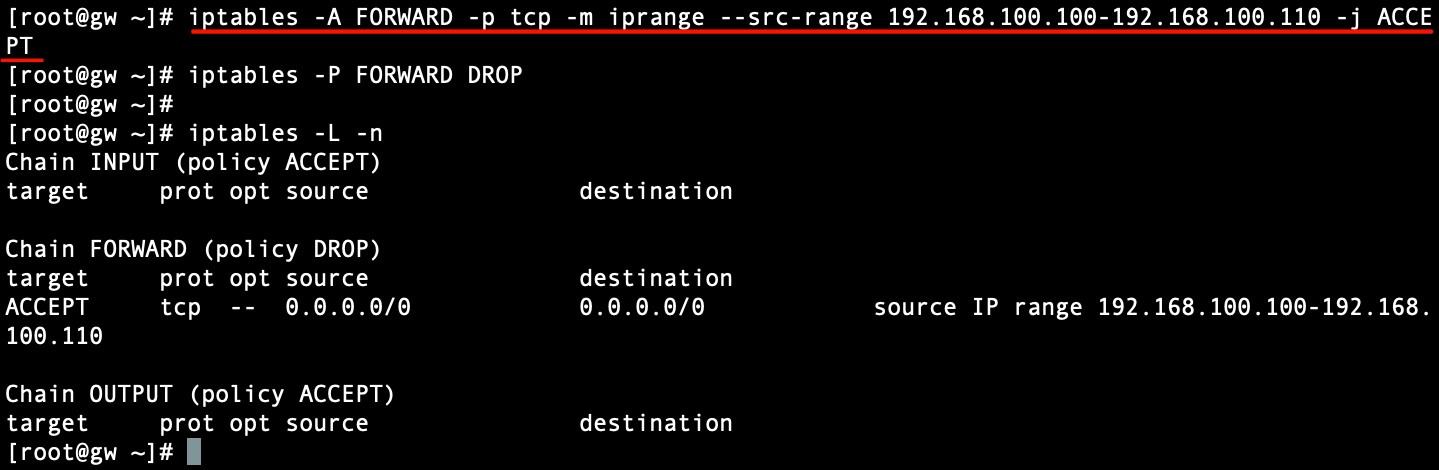 [root@gw ~]# iptables -A FORWARD -p tcp -m iprange --src-range 192.168.100.100-192.168.100.110 -j ACCE
PT
[root@gw ~]# iptables -P FORWARD DROP
[root@gw ~]#
[root@gw ~]# iptables -L -n
Chain INPUT (policy ACCEPT)
target     prot opt source               destination
Chain FORWARD (policy DROP)
target     prot opt source               destination
ACCEPT     tcp  --  0.0.0.0/0            0.0.0.0/0            source IP range 192.168.100.100-192.168.
100.110
Chain OUTPUT (policy ACCEPT)
target     prot opt source               destination
[root@gw ~]#